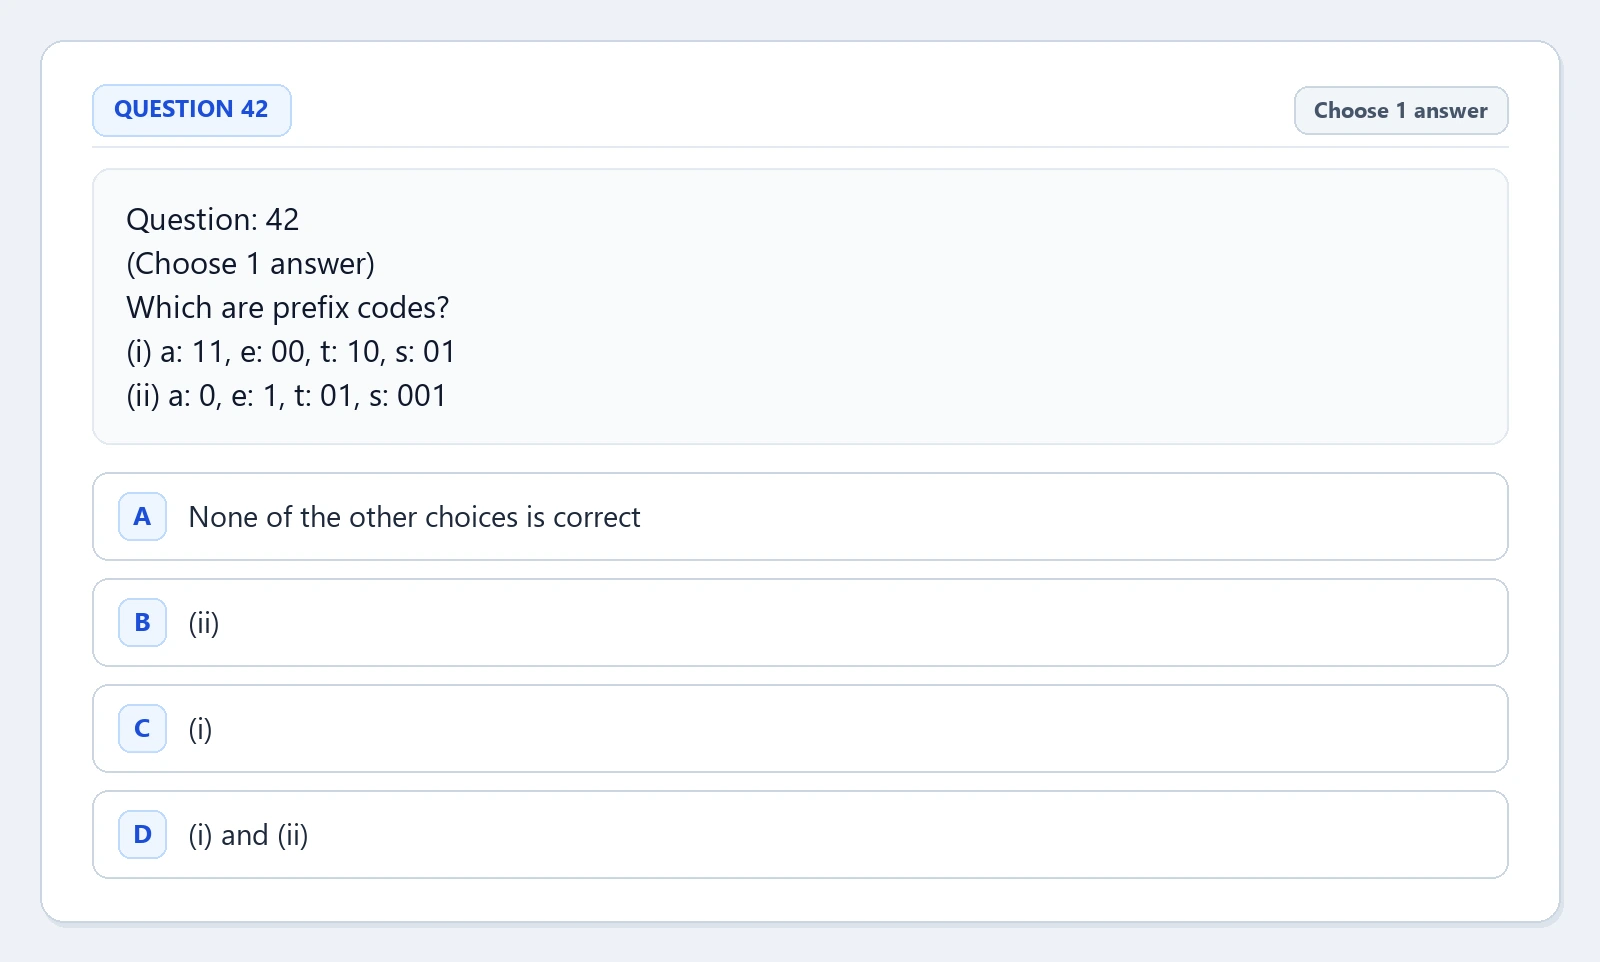 QUESTION 42
Choose 1 answer
Question: 42
(Choose 1 answer)
Which are prefix codes?
(i) a: 11, e: 00, t: 10, s: 01
(ii) a: 0, e: 1, t: 01, s: 001
A None of the other choices is correct
B (ii)
C (i)
D (i) and (ii)